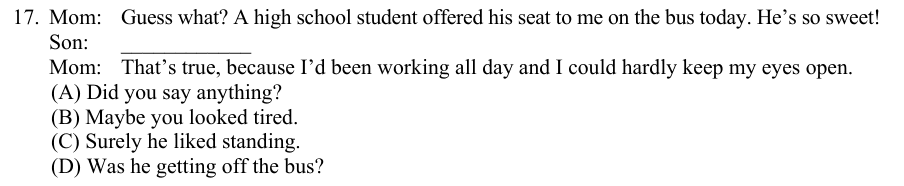 17. Mom: Guess what? A high school student offered his seat to me on the bus today. He’s so sweet!
Son: ____________
Mom: That’s true, because I’d been working all day and I could hardly keep my eyes open.
(A) Did you say anything?
(B) Maybe you looked tired.
(C) Surely he liked standing.
(D) Was he getting off the bus?